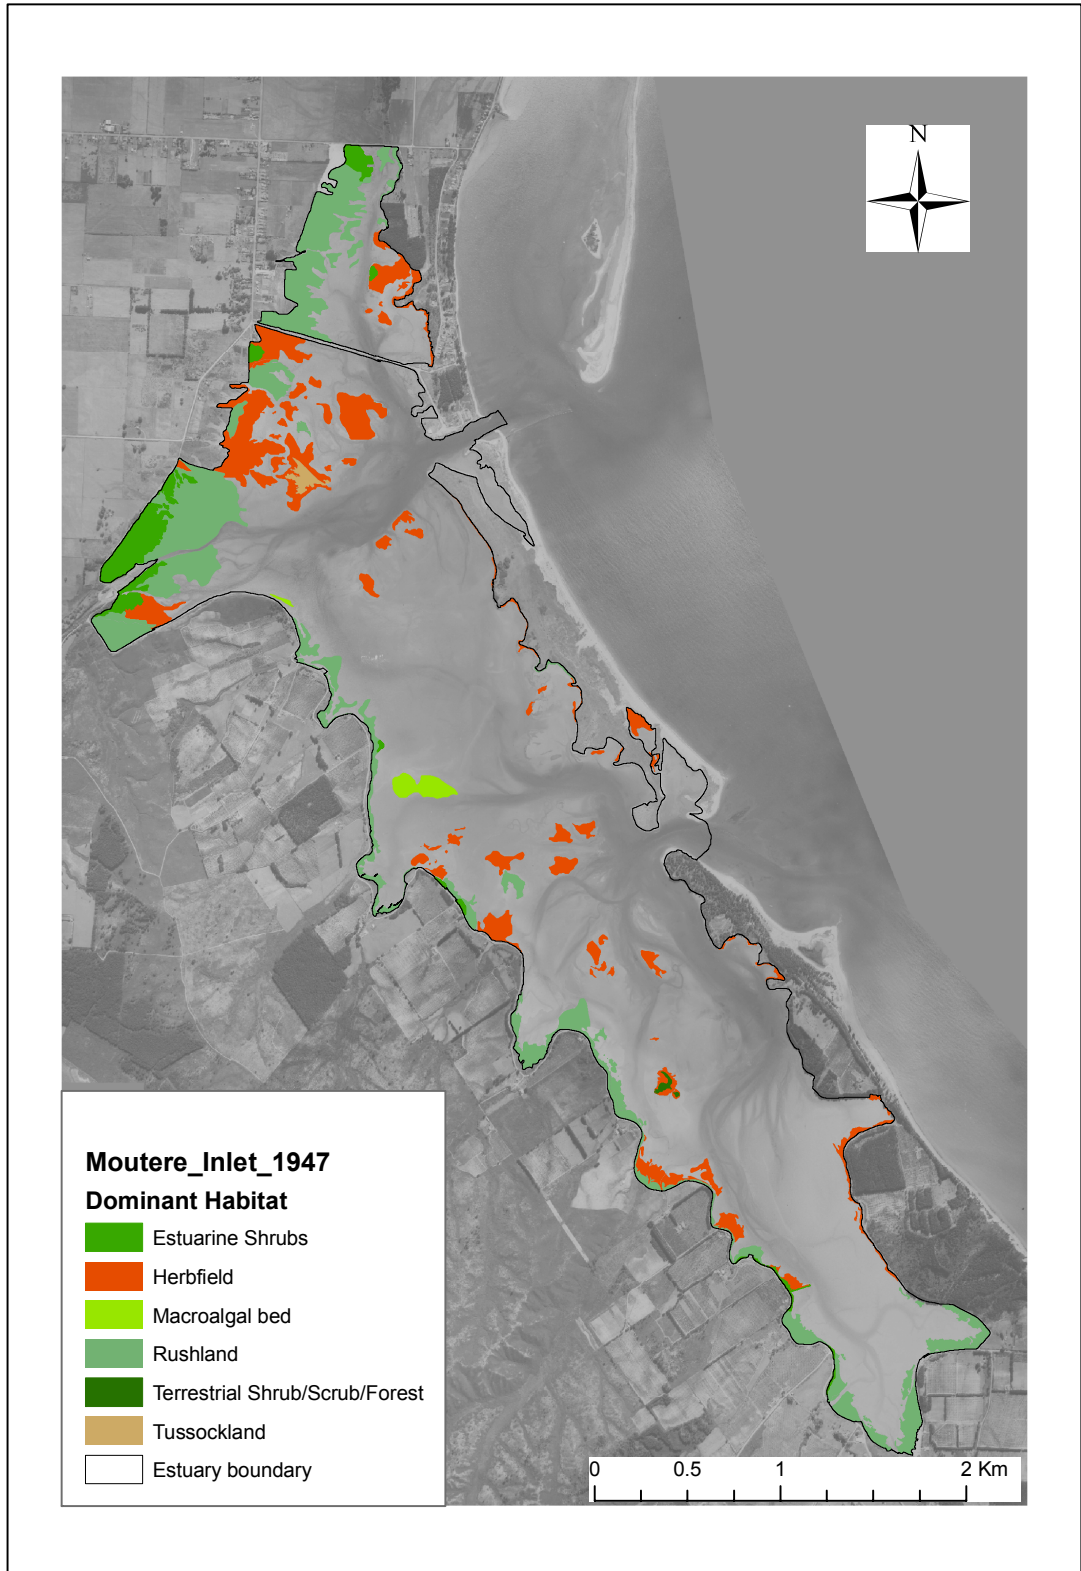 N
Moutere_Inlet_1947
Dominant Habitat
Estuarine Shrubs
Herbfield
Macroalgal bed
Rushland
Terrestrial Shrub/Scrub/Forest
Tussockland
Estuary boundary
0 0.5 1 2 Km